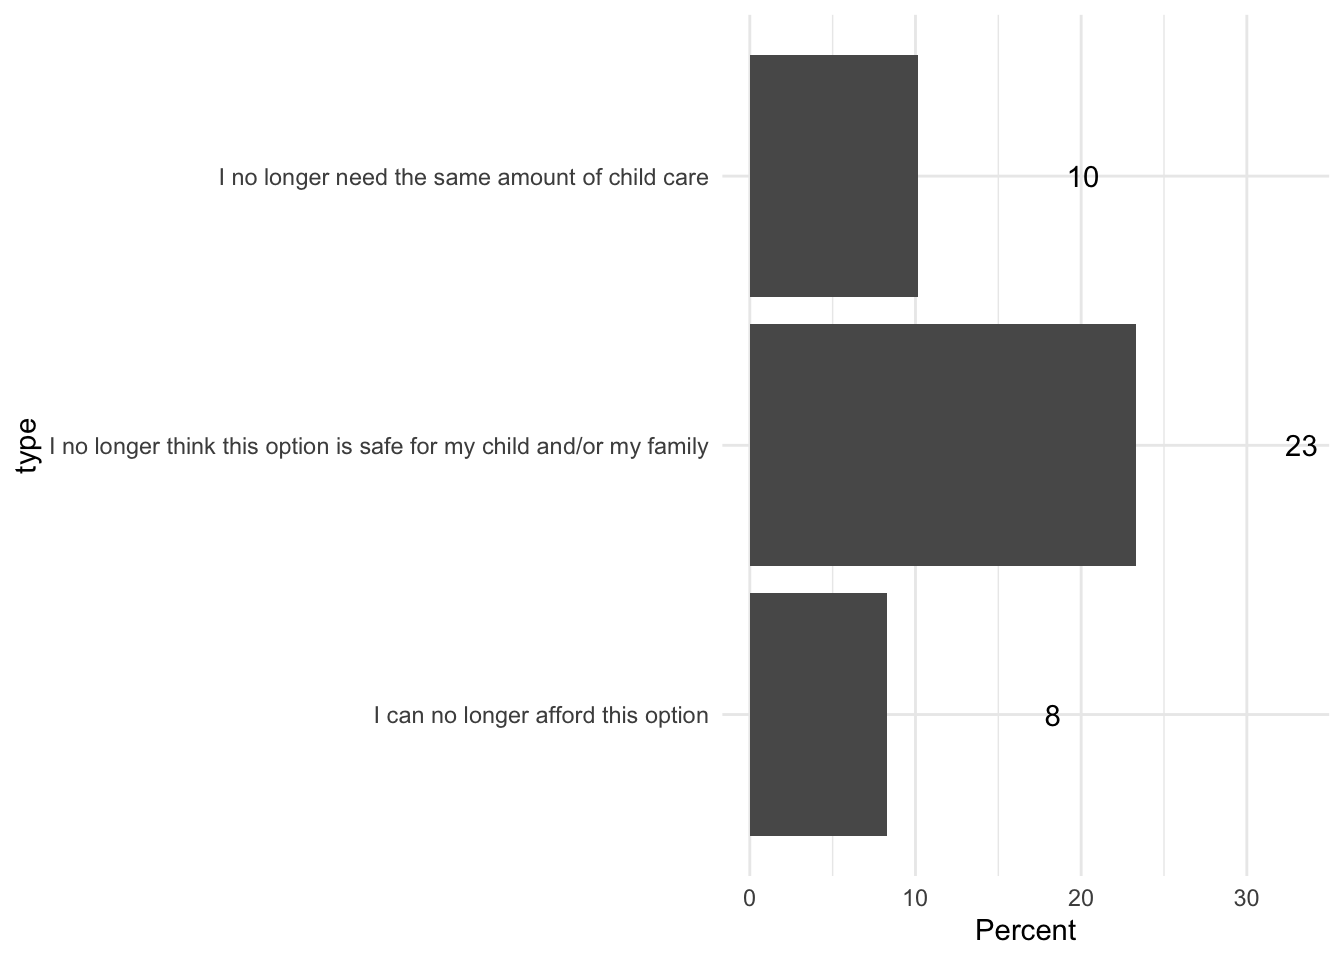 I no longer need the same amount of child care
10
type
I no longer think this option is safe for my child and/or my family
23
I can no longer afford this option
8
0 10 20 30
Percent